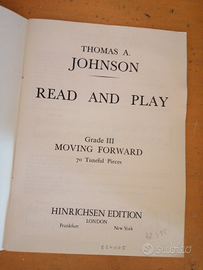 THOMAS A.
JOHNSON
READ AND PLAY
Grade III
MOVING FORWARD
70 Tuneful Pieces
HINRICHSEN EDITION
LONDON
Frankfurt New York